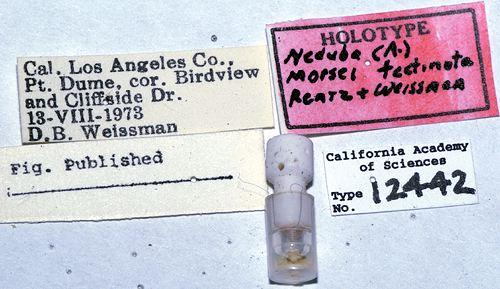 Cal. Los Angeles Co.,
Pt. Dume, cor. Birdview
and Cliffside Dr.
13-VIII-1973
D.B. Weissman
HOLOTYPE
Neduba (A.)
morsei tectinota
Rentz + Weissman
Fig. Published
California Academy
of Sciences
Type
No. 12442